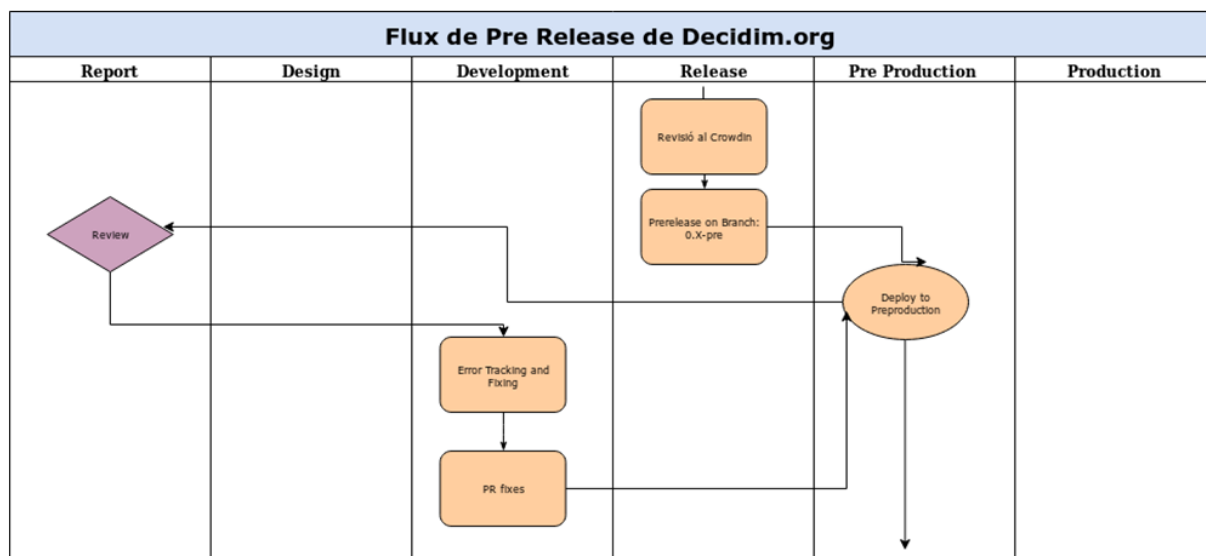 Flux de Pre Release de Decidim.org
Report
Design
Development
Release
Pre Production
Production
Revisió al Crowdin
Prerelease on Branch:
0.X-pre
Review
Deploy to
Preproduction
Error Tracking and
Fixing
PR fixes